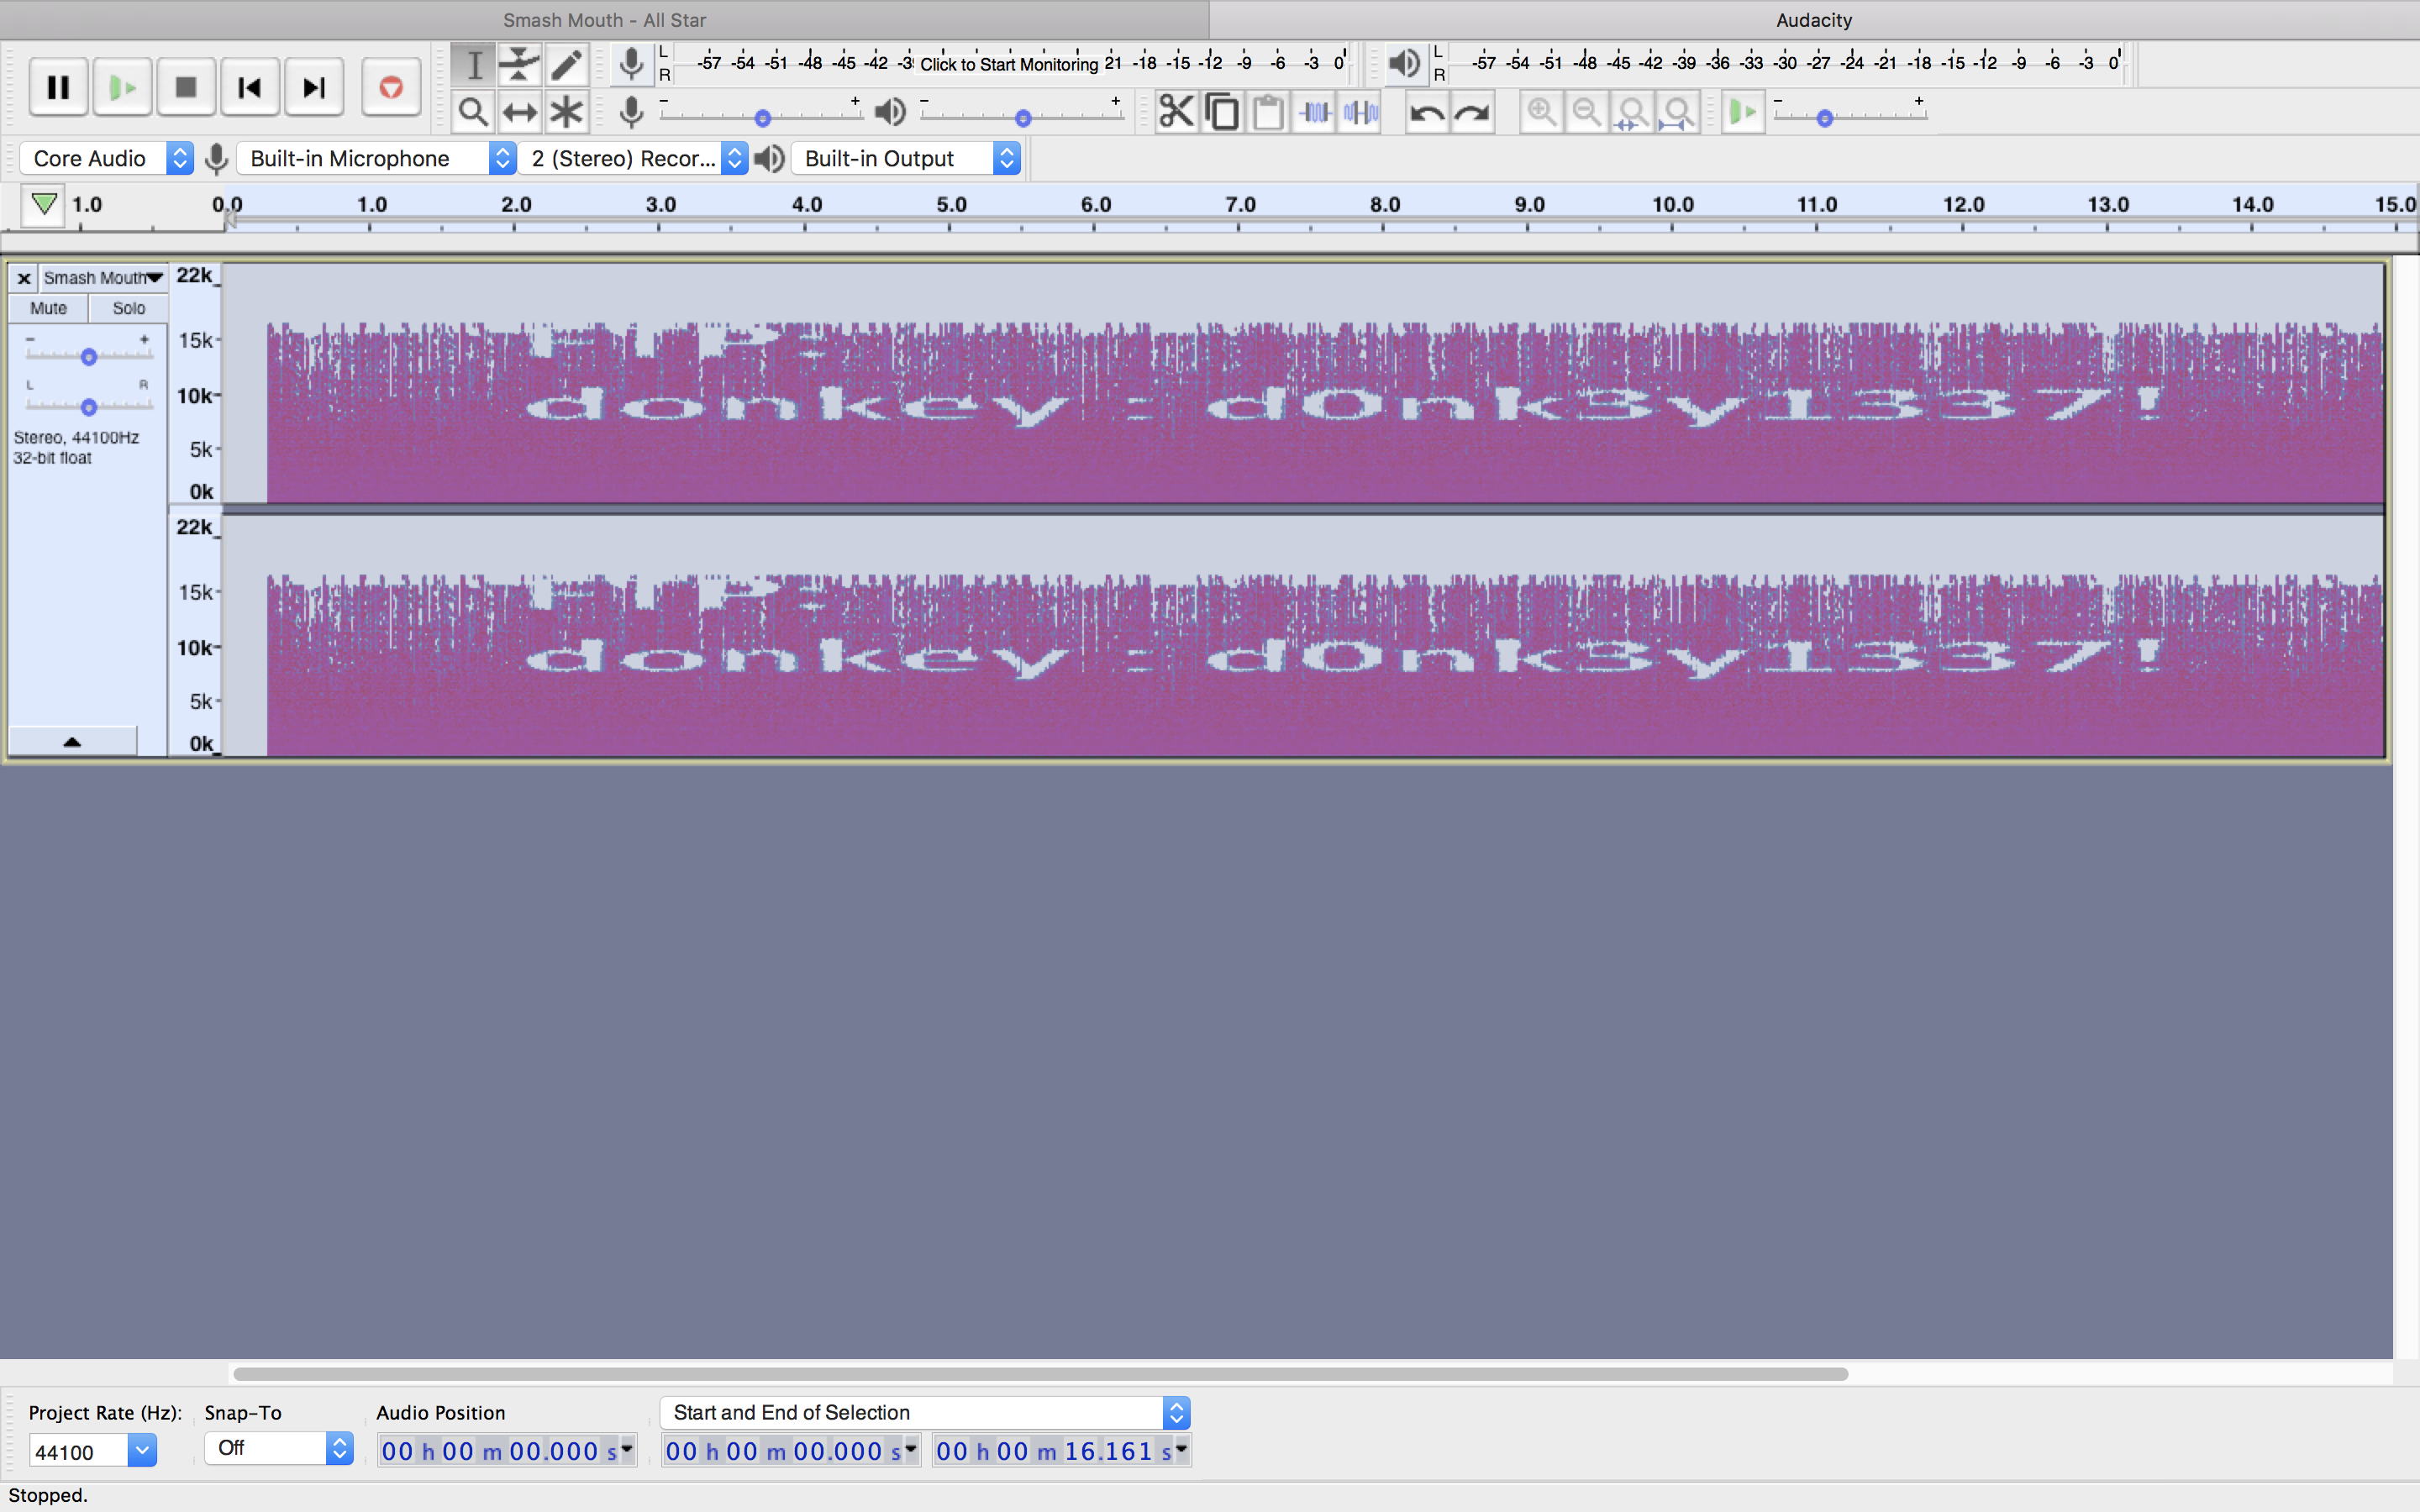 Smash Mouth - All Star
Audacity
L
R
-57 -54 -51 -48 -45 -42 Click to Start Monitoring 21 -18 -15 -12 -9 -6 -3 0
L
R
-57 -54 -51 -48 -45 -42 -39 -36 -33 -30 -27 -24 -21 -18 -15 -12 -9 -6 -3 0
- +
- +
- +
Core Audio Built-in Microphone 2 (Stereo) Recor... Built-in Output
1.0 0.0 1.0 2.0 3.0 4.0 5.0 6.0 7.0 8.0 9.0 10.0 11.0 12.0 13.0 14.0 15.0
x Smash Mouth
Mute Solo
- +
L R
Stereo, 44100Hz
32-bit float
22k
15k
10k
5k
0k
FTP:
donkey : d0nk3y1337!
22k
15k
10k
5k
0k
FTP:
donkey : d0nk3y1337!
Project Rate (Hz): Snap-To Audio Position Start and End of Selection
44100 Off 00 h 00 m 00.000 s 00 h 00 m 00.000 s 00 h 00 m 16.161 s
Stopped.